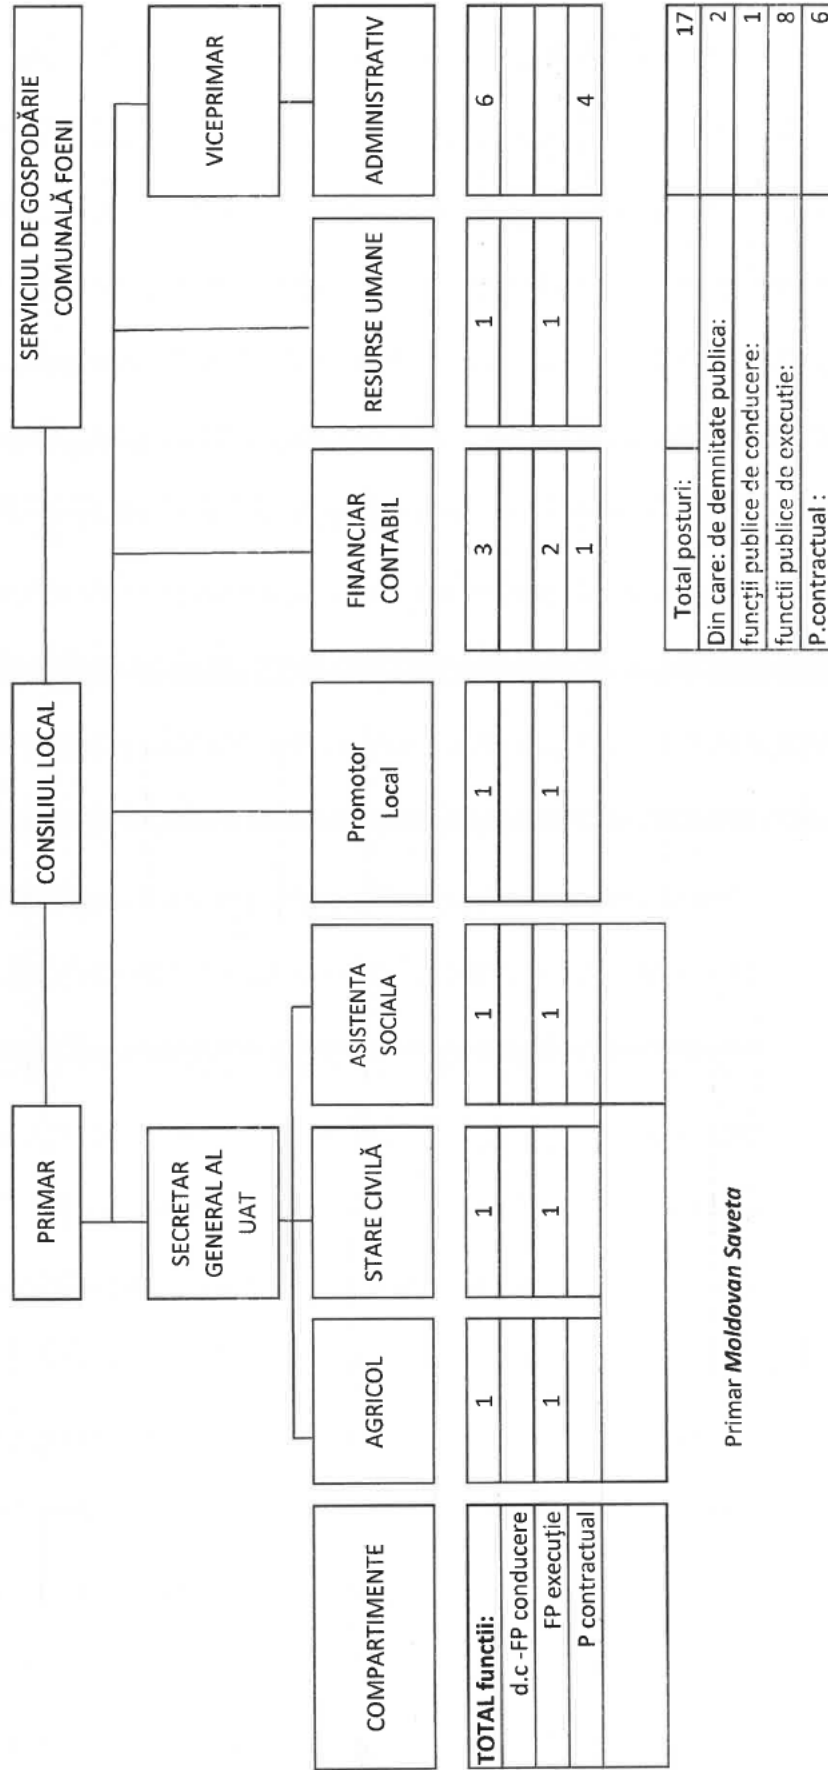 PRIMAR
CONSILIUL LOCAL
SERVICIUL DE GOSPODĂRIE
COMUNALĂ FOENI
SECRETAR
GENERAL AL
UAT
VICEPRIMAR
COMPARTIMENTE
AGRICOL
STARE CIVILĂ
ASISTENTA
SOCIALA
Promotor
Local
FINANCIAR
CONTABIL
RESURSE UMANE
ADMINISTRATIV
TOTAL functii: 1 1 1 1 3 1 6
d.c -FP conducere
FP execuţie 1 1 1 1 2 1
P contractual 1 4
Primar Moldovan Saveta
Total posturi: 17
Din care: de demnitate publica: 2
funcţii publice de conducere: 1
functii publice de executie: 8
P.contractual : 6